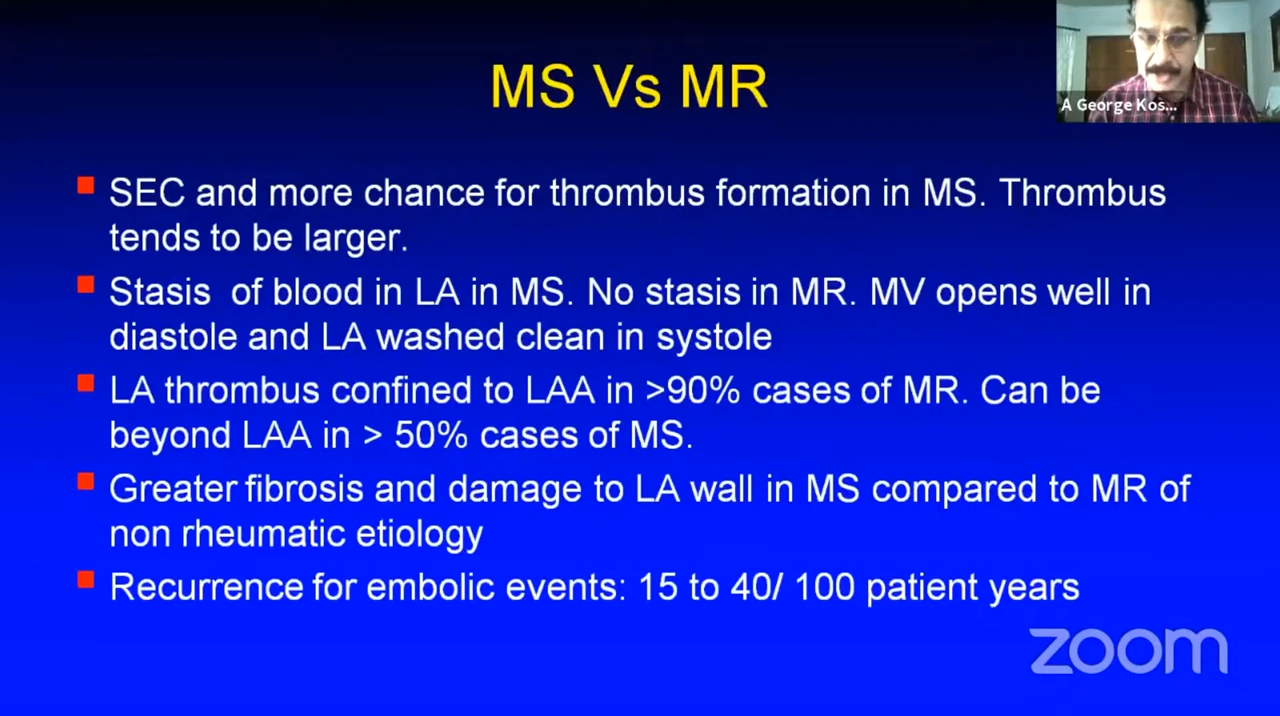 MS Vs MR
A George Kos...
SEC and more chance for thrombus formation in MS. Thrombus
tends to be larger.
Stasis of blood in LA in MS. No stasis in MR. MV opens well in
diastole and LA washed clean in systole
LA thrombus confined to LAA in >90% cases of MR. Can be
beyond LAA in > 50% cases of MS.
Greater fibrosis and damage to LA wall in MS compared to MR of
non rheumatic etiology
Recurrence for embolic events: 15 to 40/ 100 patient years
zoom